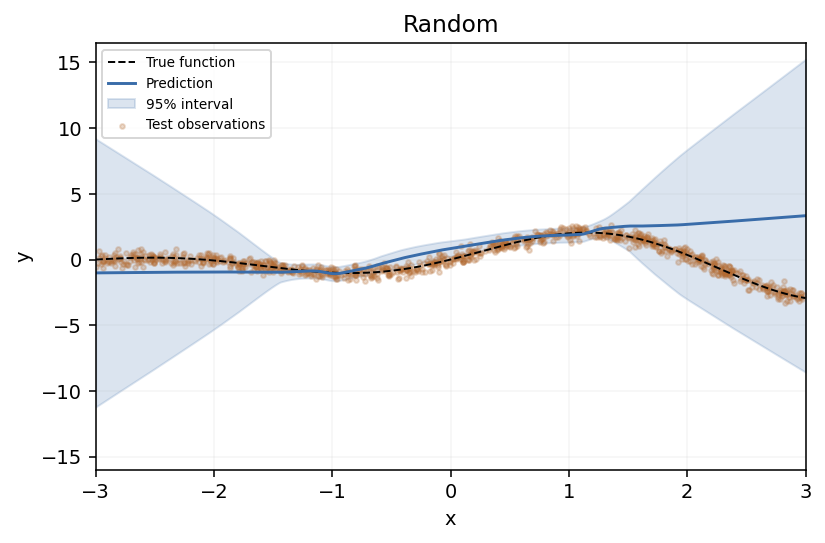 Random
True function
Prediction
95% interval
Test observations
15
10
5
0
−5
−10
−15
y
−3
−2
−1
0
1
2
3
x